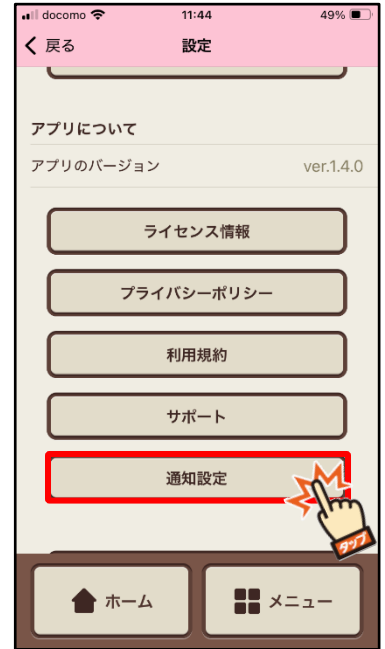 docomo 11:44 49%
戻る 設定
アプリについて
アプリのバージョン ver.1.4.0
ライセンス情報
プライバシーポリシー
利用規約
サポート
通知設定
タップ
ホーム メニュー